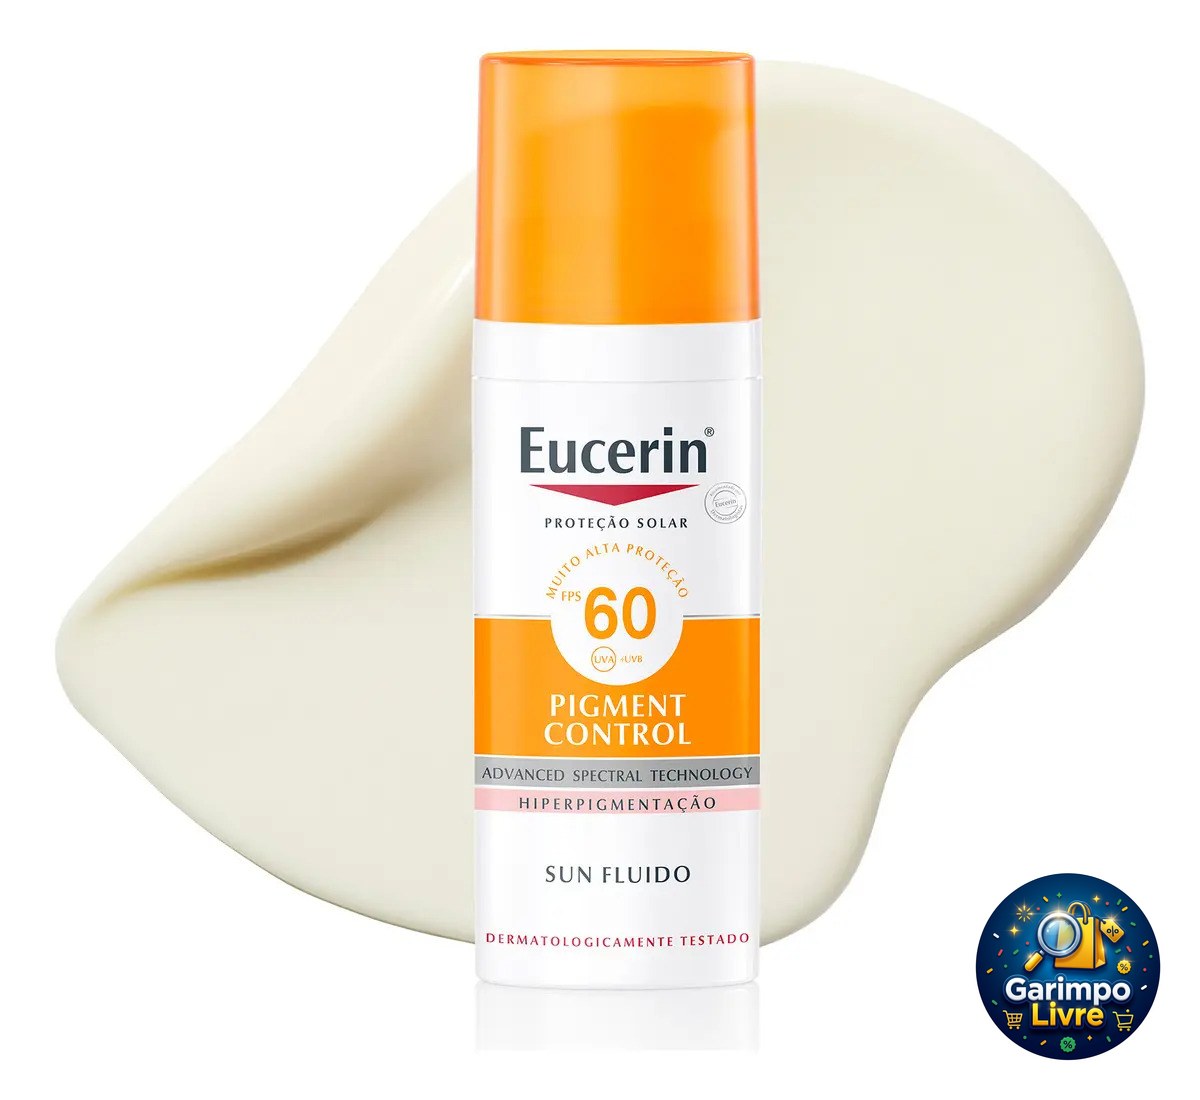 Eucerin®
Eucerin
PROTEÇÃO SOLAR
MUITO ALTA PROTEÇÃO
FPS 60
UVA +UVB
PIGMENT
CONTROL
ADVANCED SPECTRAL TECHNOLOGY
HIPERPIGMENTAÇÃO
SUN FLUIDO
DERMATOLOGICAMENTE TESTADO
%
%
Garimpo
Livre
%